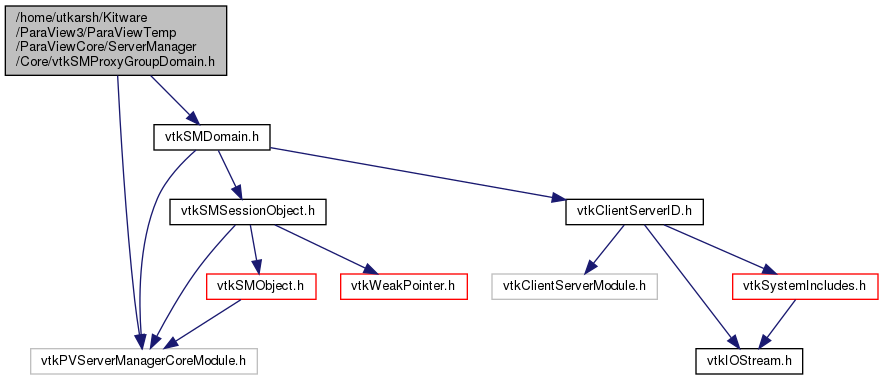 /home/utkarsh/Kitware
/ParaView3/ParaViewTemp
/ParaViewCore/ServerManager
/Core/vtkSMProxyGroupDomain.h
vtkSMDomain.h
vtkSMSessionObject.h
vtkClientServerID.h
vtkSMObject.h
vtkWeakPointer.h
vtkClientServerModule.h
vtkSystemIncludes.h
vtkPVServerManagerCoreModule.h
vtkIOStream.h